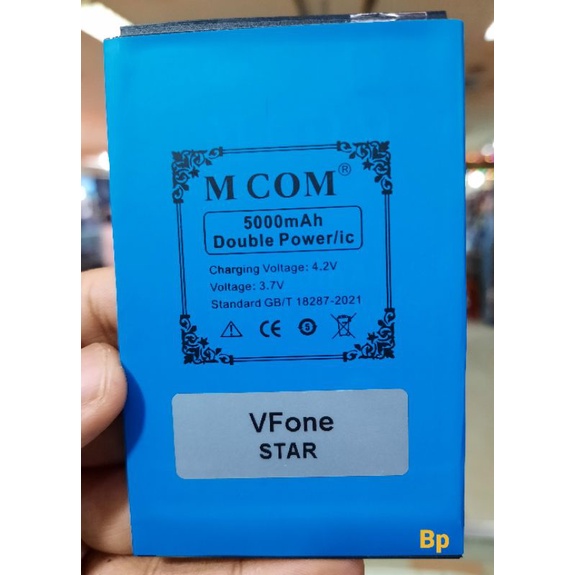 M COM®
5000mAh
Double Power/ic
Charging Voltage: 4.2V
Voltage: 3.7V
Standard GB/T 18287-2021
CE
S
VFone
STAR
Bp